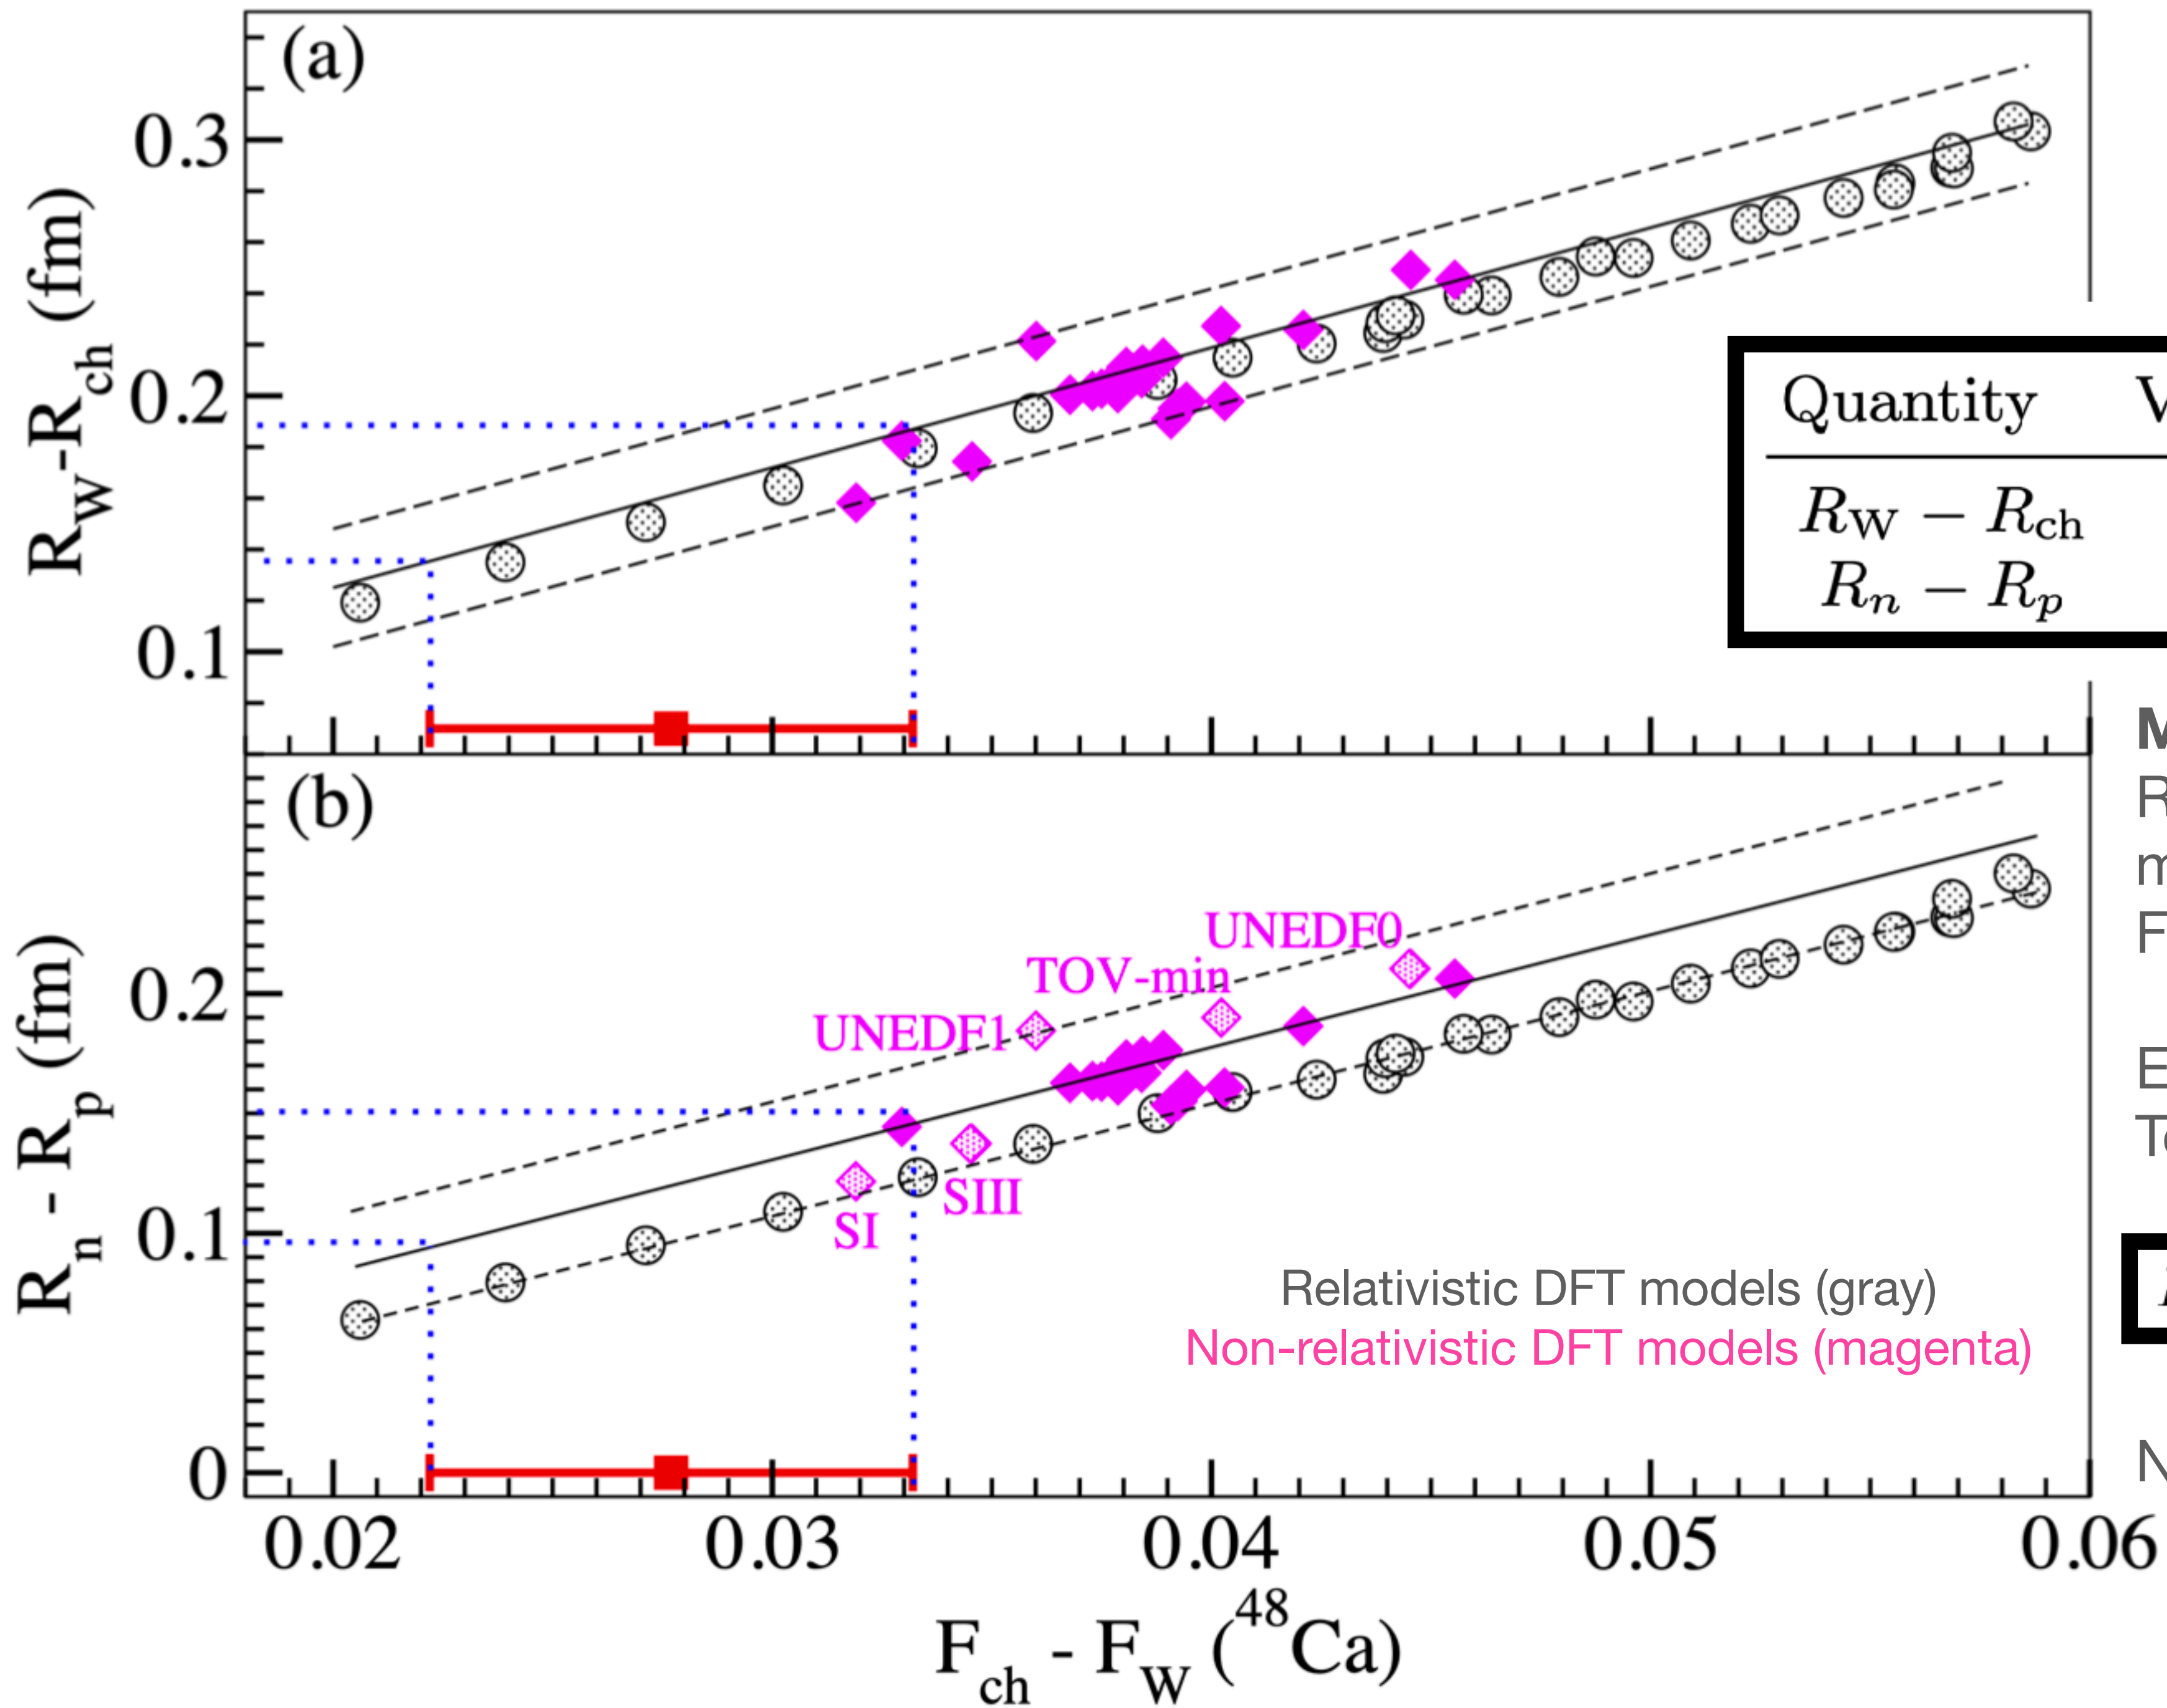 (a)
0.3
0.2
0.1
R_W-R_ch (fm)
Quantity
R_W − R_ch
R_n − R_p
M
R
m
F
E
N
(b)
0.2
0.1
0
R_n - R_p (fm)
UNEDF0
TOV-min
UNEDF1
SIII
SI
Relativistic DFT models (gray)
Non-relativistic DFT models (magenta)
0.02 0.03 0.04 0.05 0.06
F_ch - F_W (^48Ca)